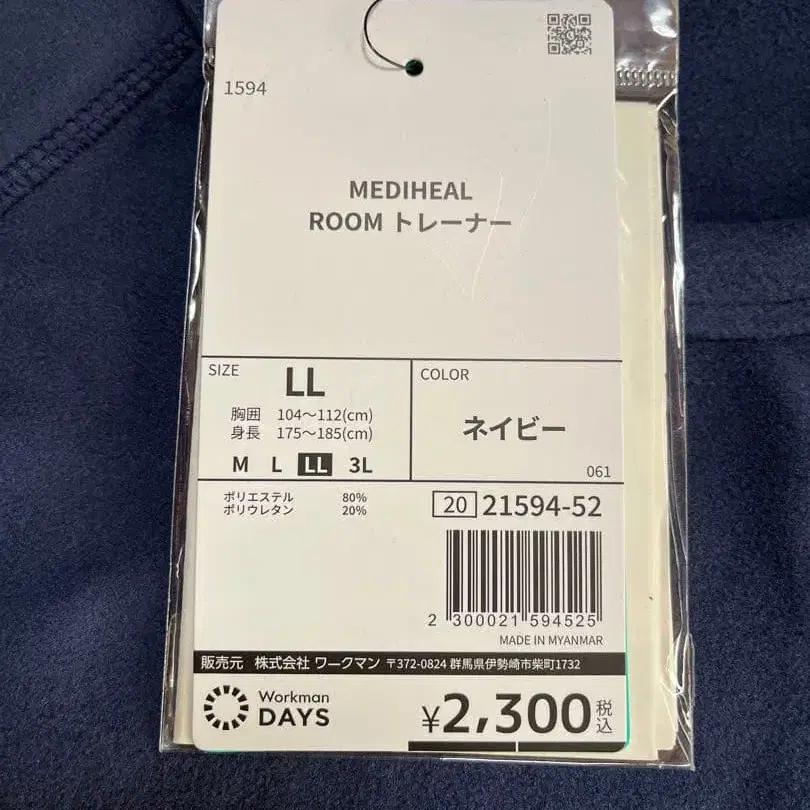 1594
MEDIHEAL
ROOM トレーナー
SIZE
LL
胸囲 104〜112(cm)
身長 175〜185(cm)
M L LL 3L
COLOR
ネイビー
061
ポリエステル 80%
ポリウレタン 20%
20 21594-52
2 300021 594525
MADE IN MYANMAR
販売元 株式会社 ワークマン 〒372-0824 群馬県伊勢崎市柴町1732
Workman
DAYS
¥2,300税込